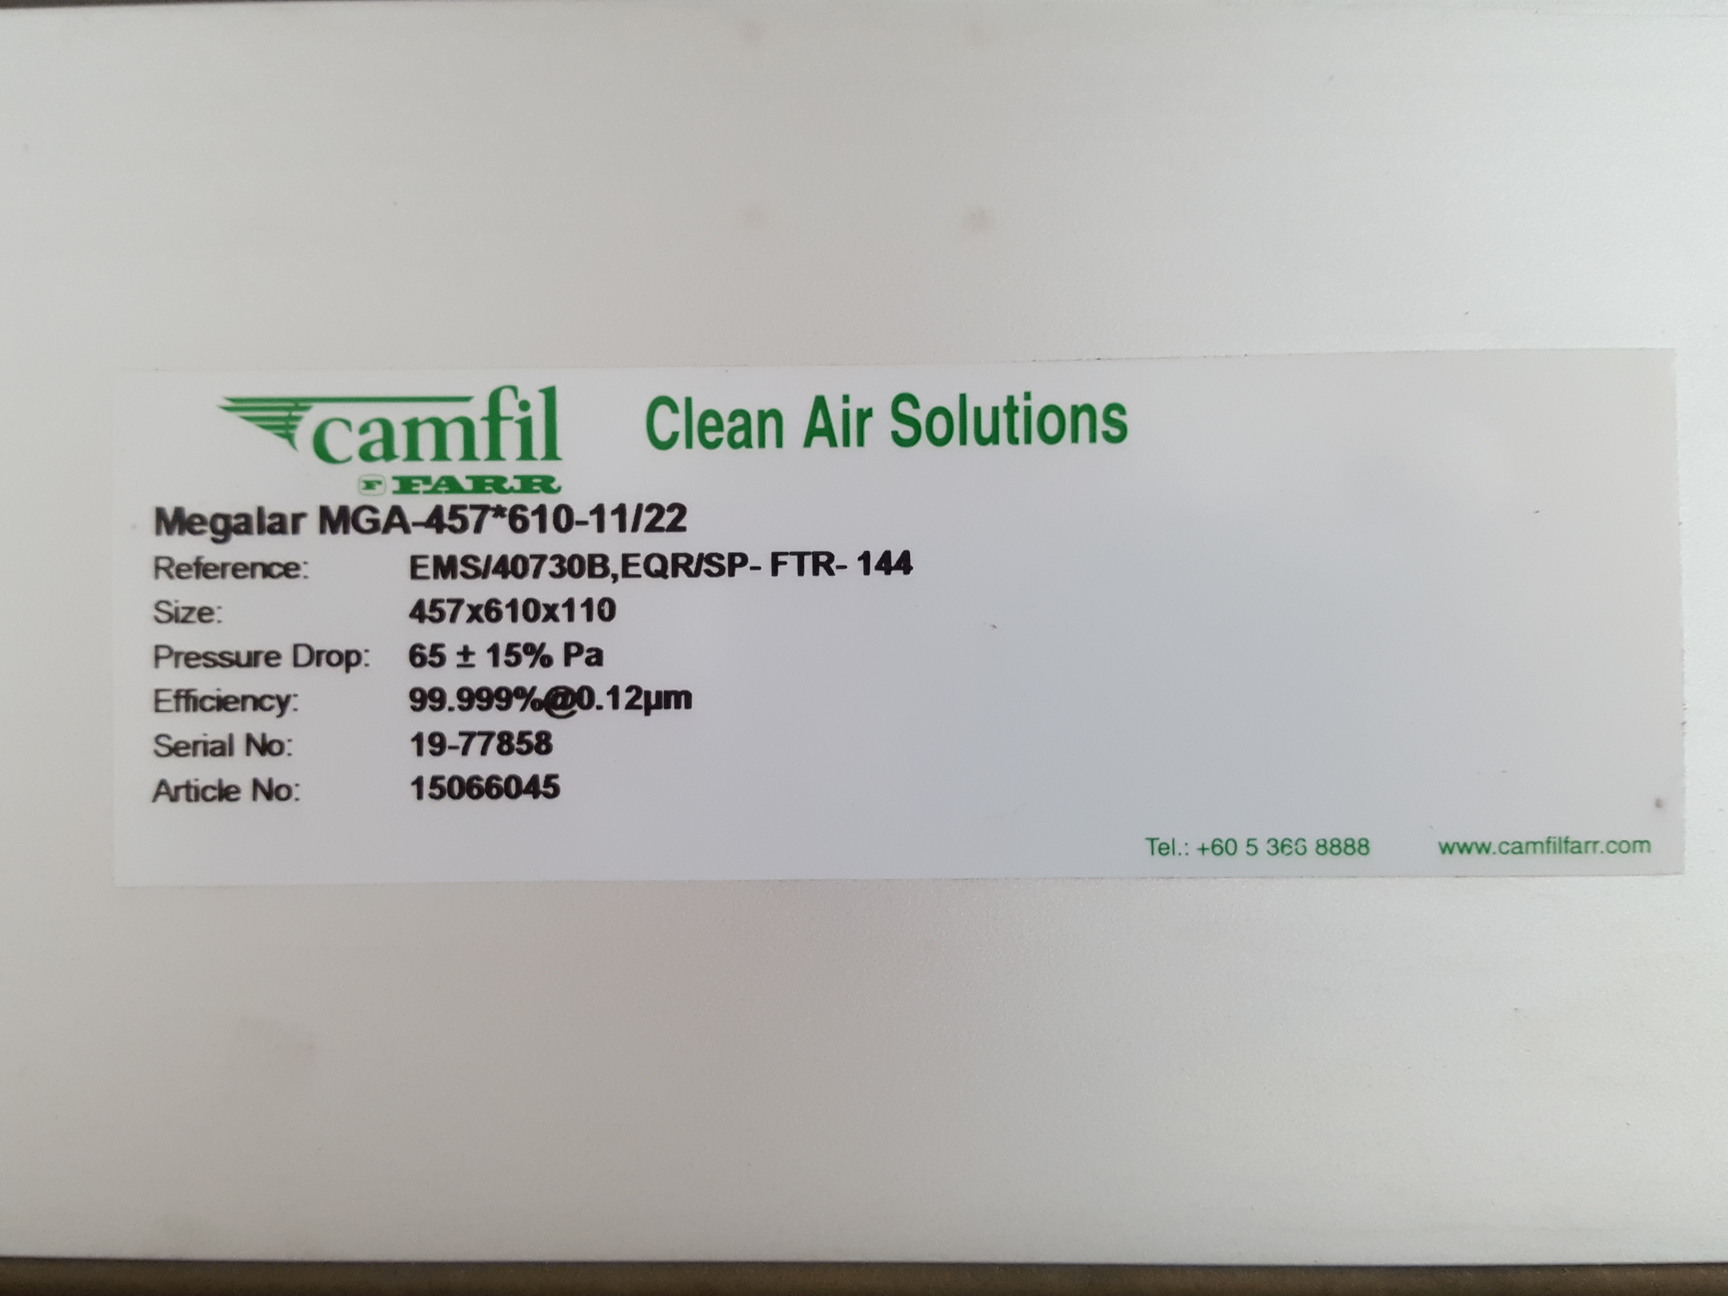 camfil
FARR
Clean Air Solutions
Megalar MGA-457*610-11/22
Reference: EMS/40730B,EQR/SP- FTR- 144
Size: 457x610x110
Pressure Drop: 65 ± 15% Pa
Efficiency: 99.999%@0.12µm
Serial No: 19-77858
Article No: 15066045
Tel.: +60 5 366 8888 www.camfilfarr.com